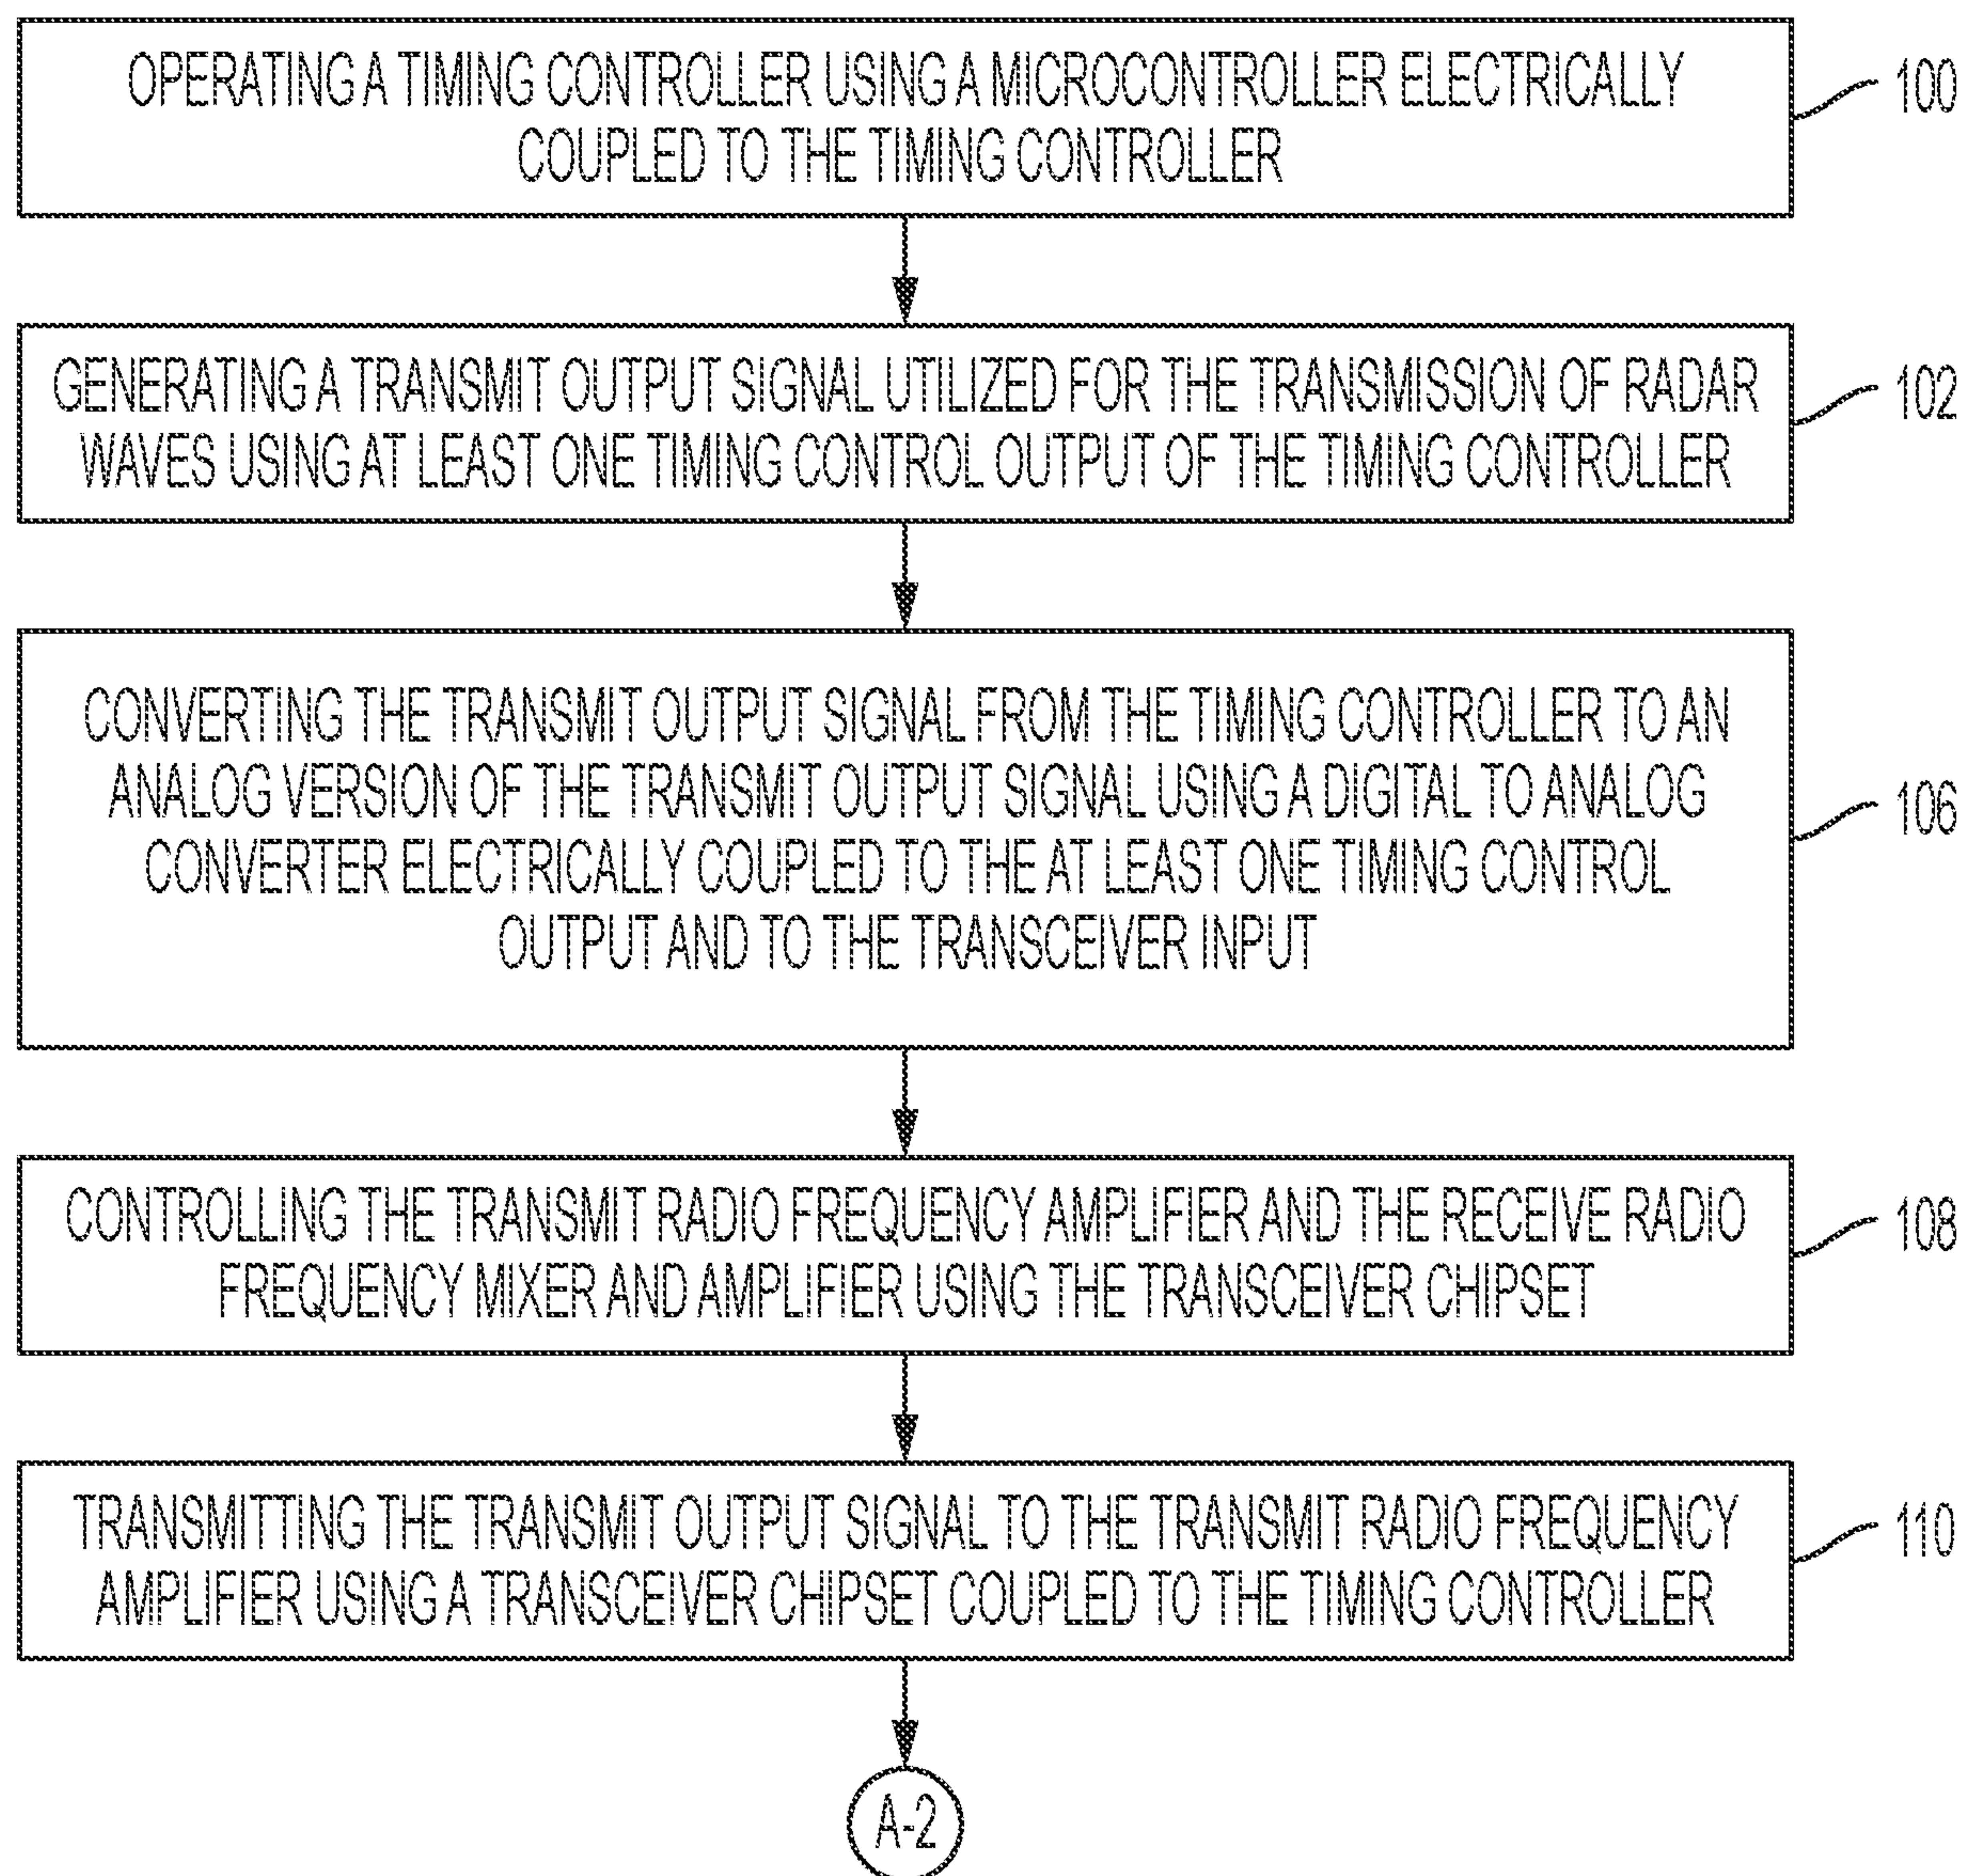 OPERATING A TIMING CONTROLLER USING A MICROCONTROLLER ELECTRICALLY
COUPLED TO THE TIMING CONTROLLER
100
GENERATING A TRANSMIT OUTPUT SIGNAL UTILIZED FOR THE TRANSMISSION OF RADAR
WAVES USING AT LEAST ONE TIMING CONTROL OUTPUT OF THE TIMING CONTROLLER
102
CONVERTING THE TRANSMIT OUTPUT SIGNAL FROM THE TIMING CONTROLLER TO AN
ANALOG VERSION OF THE TRANSMIT OUTPUT SIGNAL USING A DIGITAL TO ANALOG
CONVERTER ELECTRICALLY COUPLED TO THE AT LEAST ONE TIMING CONTROL
OUTPUT AND TO THE TRANSCEIVER INPUT
106
CONTROLLING THE TRANSMIT RADIO FREQUENCY AMPLIFIER AND THE RECEIVE RADIO
FREQUENCY MIXER AND AMPLIFIER USING THE TRANSCEIVER CHIPSET
108
TRANSMITTING THE TRANSMIT OUTPUT SIGNAL TO THE TRANSMIT RADIO FREQUENCY
AMPLIFIER USING A TRANSCEIVER CHIPSET COUPLED TO THE TIMING CONTROLLER
110
A-2